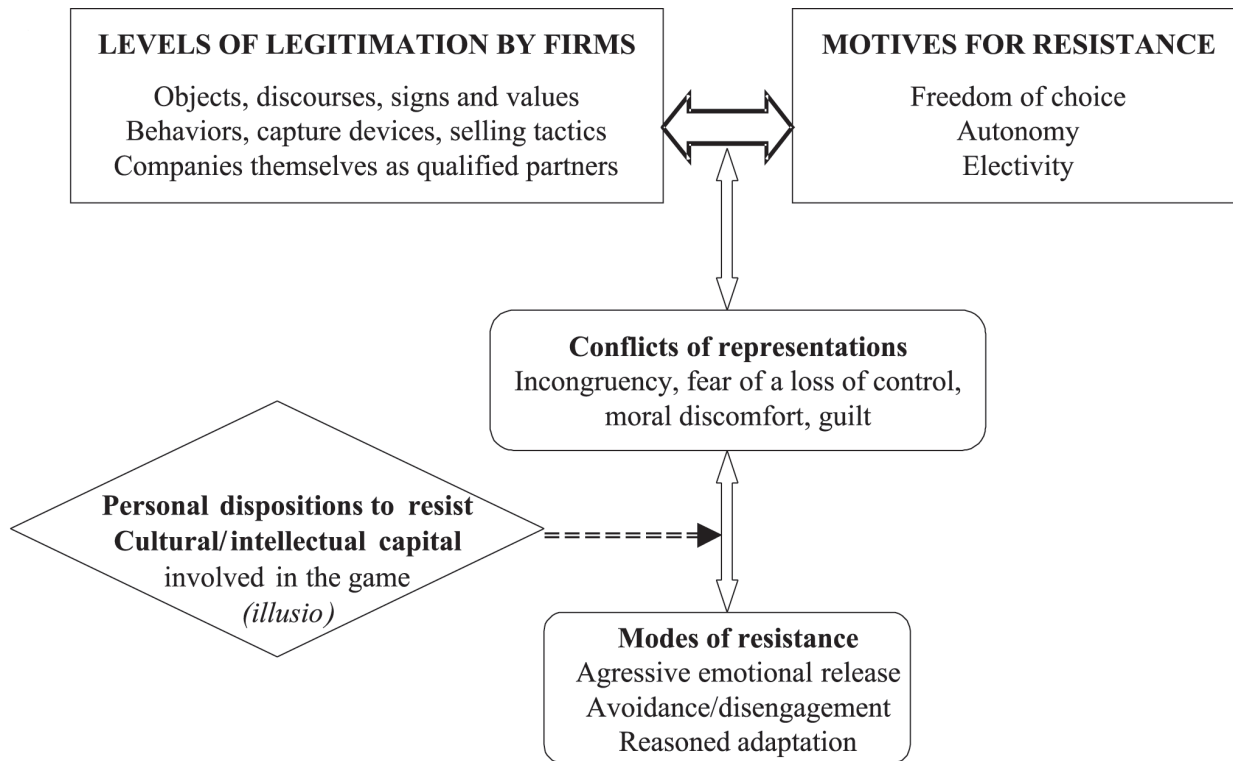 LEVELS OF LEGITIMATION BY FIRMS
Objects, discourses, signs and values
Behaviors, capture devices, selling tactics
Companies themselves as qualified partners
MOTIVES FOR RESISTANCE
Freedom of choice
Autonomy
Electivity
Conflicts of representations
Incongruency, fear of a loss of control,
moral discomfort, guilt
Personal dispositions to resist
Cultural/intellectual capital
involved in the game
(illusio)
Modes of resistance
Agressive emotional release
Avoidance/disengagement
Reasoned adaptation